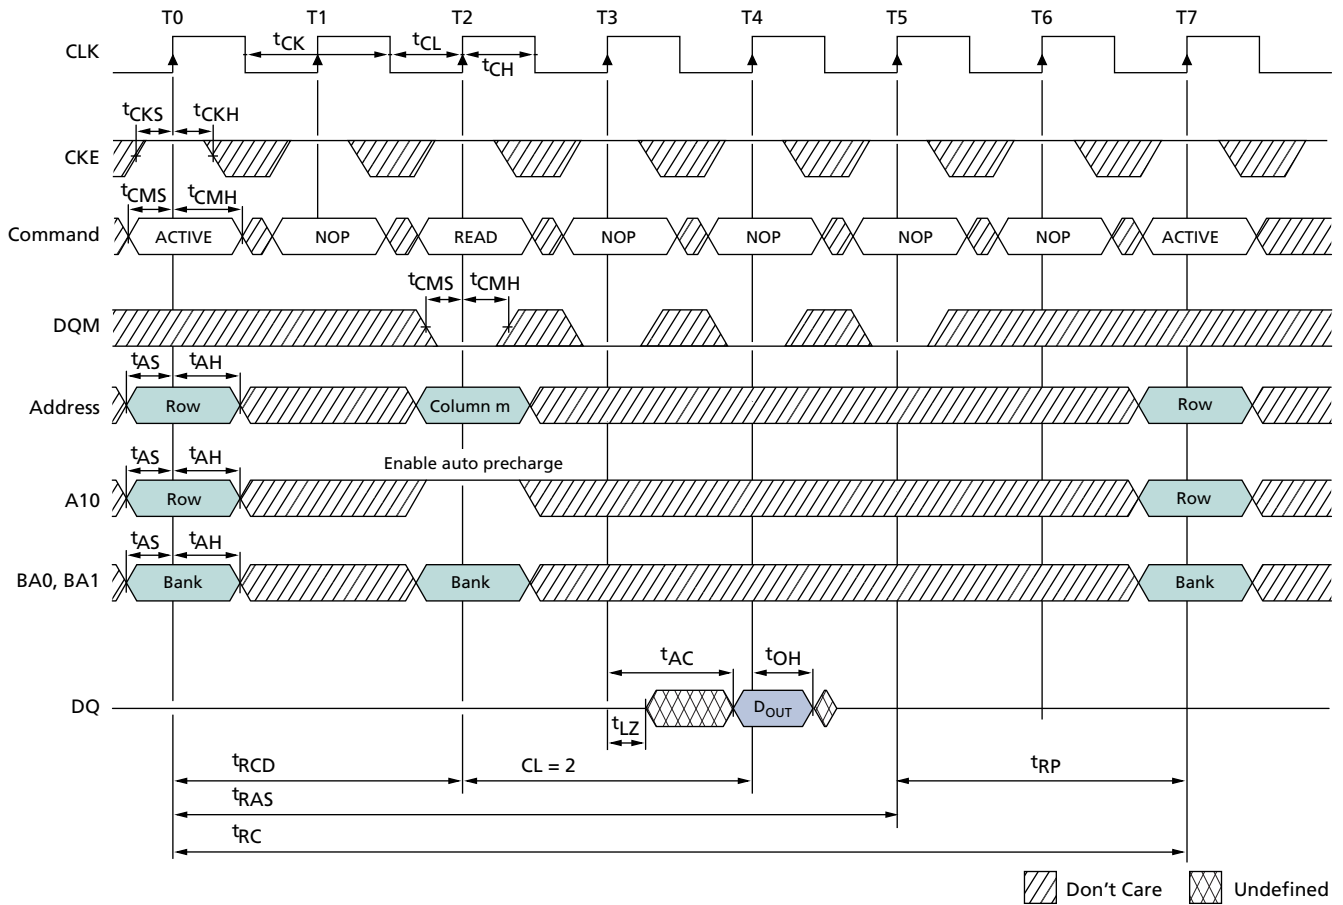 T0 T1 T2 T3 T4 T5 T6 T7
CLK
tCK tCL
tCH
tCKS tCKH
CKE
tCMS tCMH
Command ACTIVE NOP READ NOP NOP NOP NOP ACTIVE
tCMS tCMH
DQM
tAS tAH
Address Row Column m Row
tAS tAH
Enable auto precharge
A10 Row Row
tAS tAH
BA0, BA1 Bank Bank Bank
tAC tOH
DQ DOUT
tLZ
tRCD CL = 2 tRP
tRAS
tRC
Don't Care Undefined